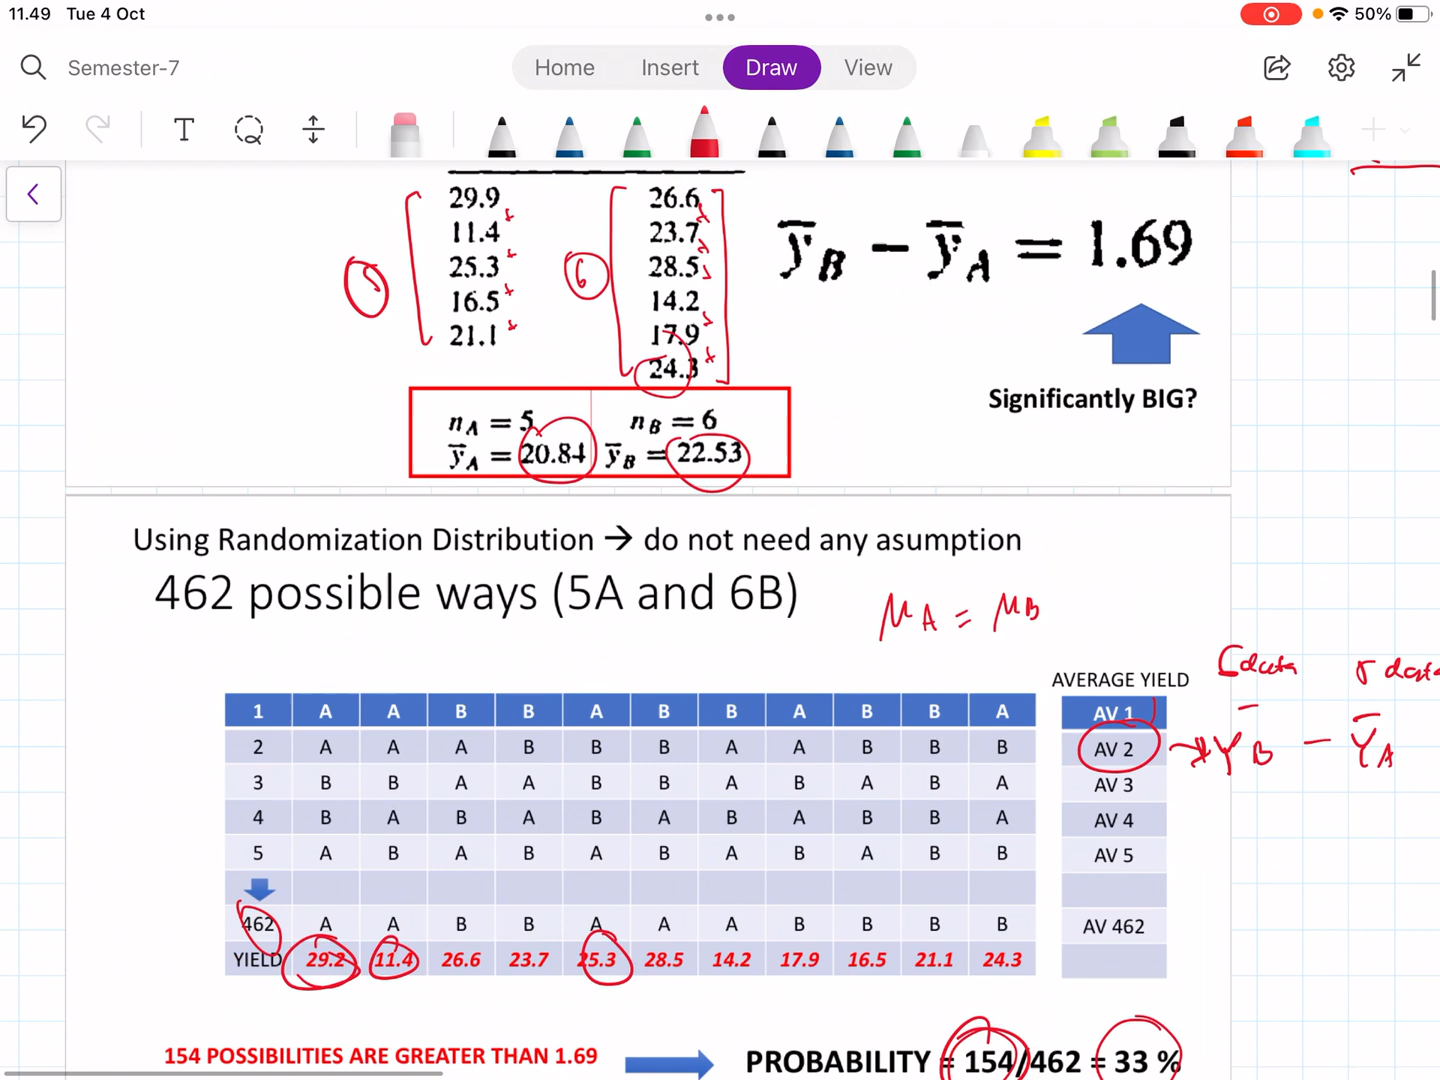 11.49 Tue 4 Oct
50%
Semester-7
Home Insert Draw View
T
29.9 26.6
11.4 23.7
25.3 28.5
16.5 14.2
21.1 17.9
24.3
5 6
ȳB − ȳA = 1.69
Significantly BIG?
nA = 5 nB = 6
ȳA = 20.84 ȳB = 22.53
Using Randomization Distribution → do not need any asumption
462 possible ways (5A and 6B)
μA = μB
AVERAGE YIELD
1 A A B B A B B A B B A AV 1
2 A A A B B B A A B B B AV 2
3 B B A A B B A B A B A AV 3
4 B A B A B A B A B B A AV 4
5 A B A B A B A B A B B AV 5
462 A A B B A A A B B B B AV 462
YIELD 29.2 11.4 26.6 23.7 25.3 28.5 14.2 17.9 16.5 21.1 24.3
ȲB − ȲA
154 POSSIBILITIES ARE GREATER THAN 1.69
PROBABILITY = 154/462 = 33 %